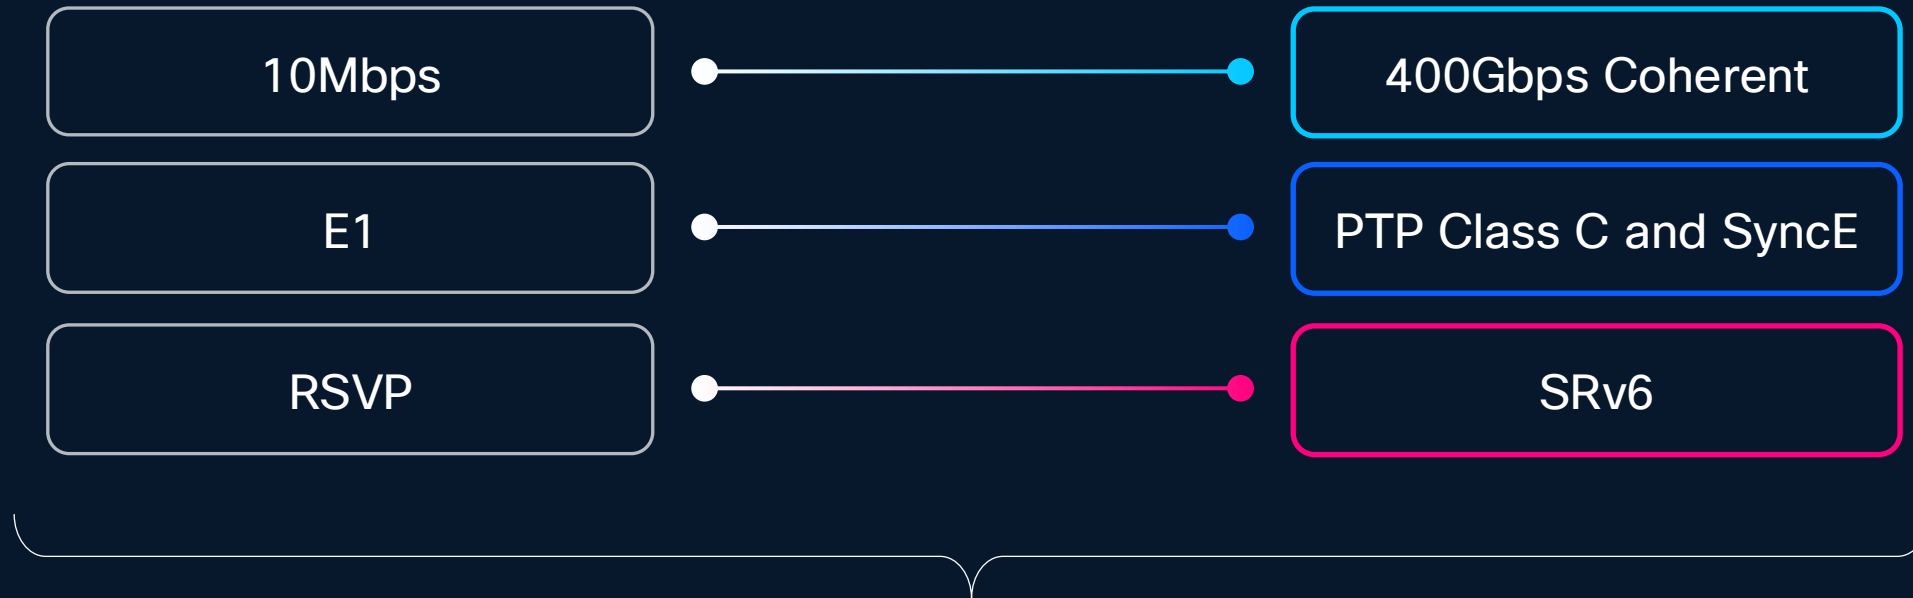 10Mbps
400Gbps Coherent
E1
PTP Class C and SyncE
RSVP
SRv6